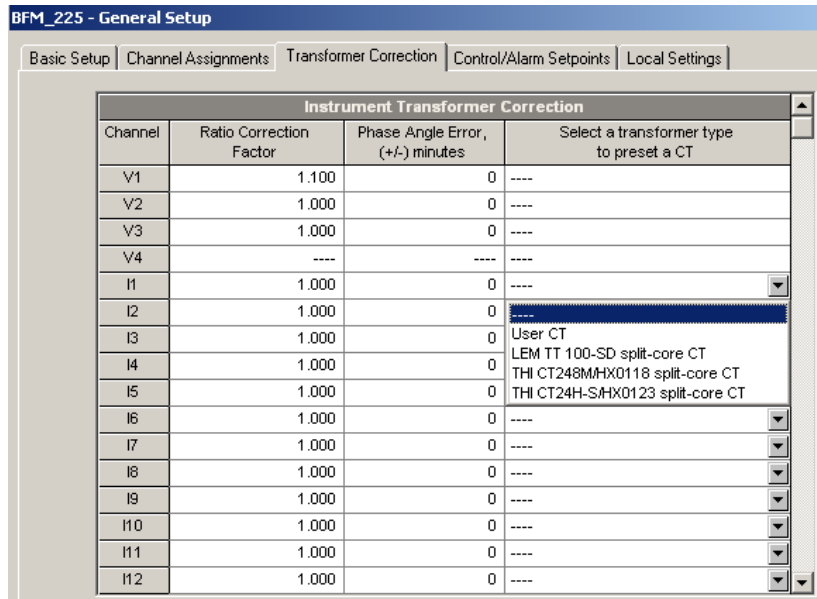 BFM_225 - General Setup
Basic Setup Channel Assignments Transformer Correction Control/Alarm Setpoints Local Settings
Instrument Transformer Correction
Channel Ratio Correction Factor Phase Angle Error, (+/-) minutes Select a transformer type to preset a CT
V1 1.100 0 ----
V2 1.000 0 ----
V3 1.000 0 ----
V4 ---- ---- ----
I1 1.000 0 ----
I2 1.000 0 ----
I3 1.000 0 User CT
LEM TT 100-SD split-core CT
I4 1.000 0 THI CT248M/HX0118 split-core CT
I5 1.000 0 THI CT24H-S/HX0123 split-core CT
I6 1.000 0 ----
I7 1.000 0 ----
I8 1.000 0 ----
I9 1.000 0 ----
I10 1.000 0 ----
I11 1.000 0 ----
I12 1.000 0 ----